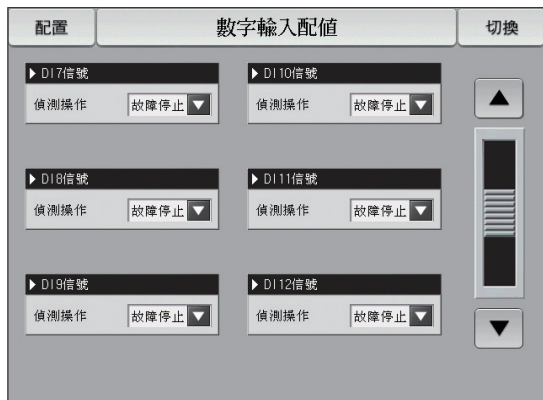 配置
數字輸入配値
切換
DI7信號
偵測操作 故障停止
DI10信號
偵測操作 故障停止
DI8信號
偵測操作 故障停止
DI11信號
偵測操作 故障停止
DI9信號
偵測操作 故障停止
DI12信號
偵測操作 故障停止